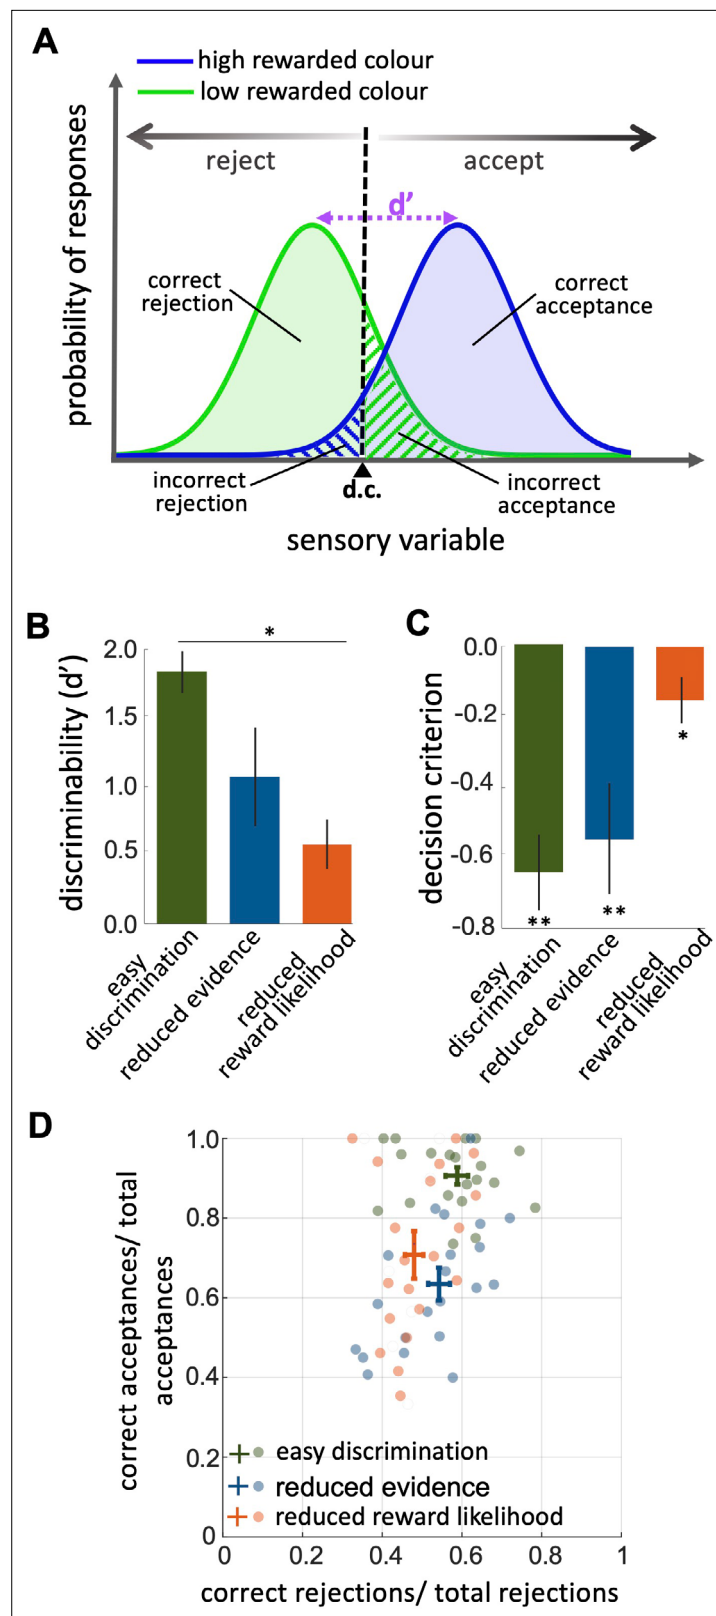 A
high rewarded colour
low rewarded colour
probability of responses
reject
accept
d’
correct
rejection
correct
acceptance
incorrect
rejection
d.c.
incorrect
acceptance
sensory variable
B
*
discriminability (d’)
2.0
1.5
1.0
0.5
0.0
easy
discrimination
reduced evidence
reduced
reward likelihood
C
decision criterion
0.0
-0.2
-0.4
-0.6
-0.8
**
**
*
easy
discrimination
reduced evidence
reduced
reward likelihood
D
correct acceptances/ total
acceptances
1.0
0.8
0.6
0.4
0.2
0
easy discrimination
reduced evidence
reduced reward likelihood
0
0.2
0.4
0.6
0.8
1
correct rejections/ total rejections